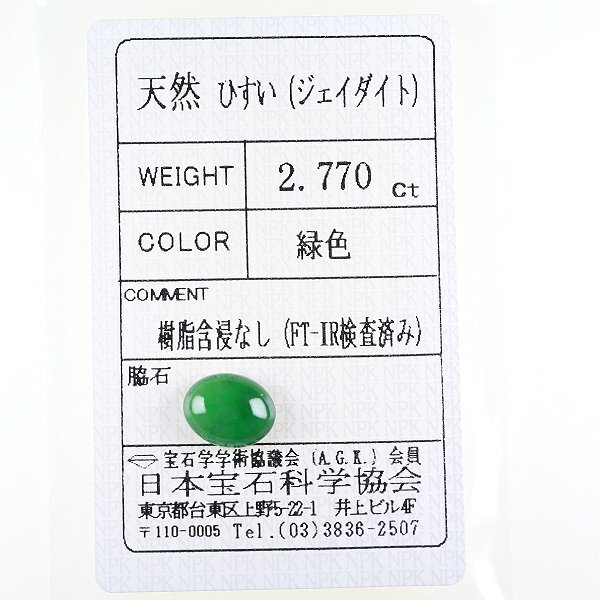 天然 ひすい (ジェイダイト)
WEIGHT 2.770 ct
COLOR 緑色
COMMENT
樹脂含浸なし (FT-IR検査済み)
脇石
宝石学学術協議会 (A.G.K.) 会員
日本宝石科学協会
東京都台東区上野5-22-1 井上ビル4F
〒110-0005 Tel.(03)3836-2507